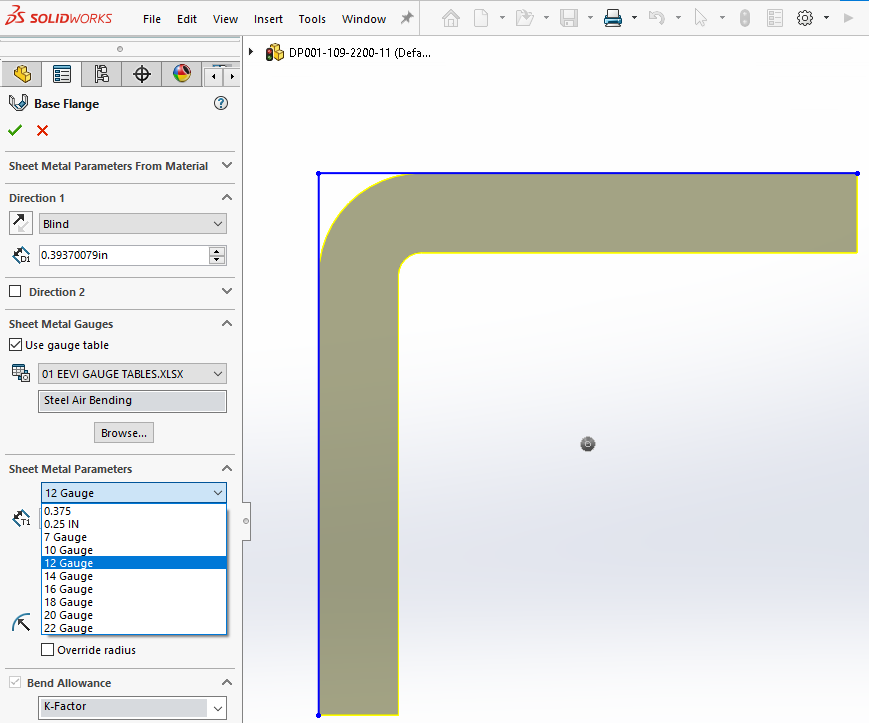 SOLIDWORKS File Edit View Insert Tools Window
DP001-109-2200-11 (Defa...
Base Flange
Sheet Metal Parameters From Material
Direction 1
Blind
D1 0.39370079in
Direction 2
Sheet Metal Gauges
Use gauge table
01 EEVI GAUGE TABLES.XLSX
Steel Air Bending
Browse...
Sheet Metal Parameters
12 Gauge
0.375
T1
0.25 IN
7 Gauge
10 Gauge
12 Gauge
14 Gauge
16 Gauge
18 Gauge
20 Gauge
22 Gauge
Override radius
Bend Allowance
K-Factor